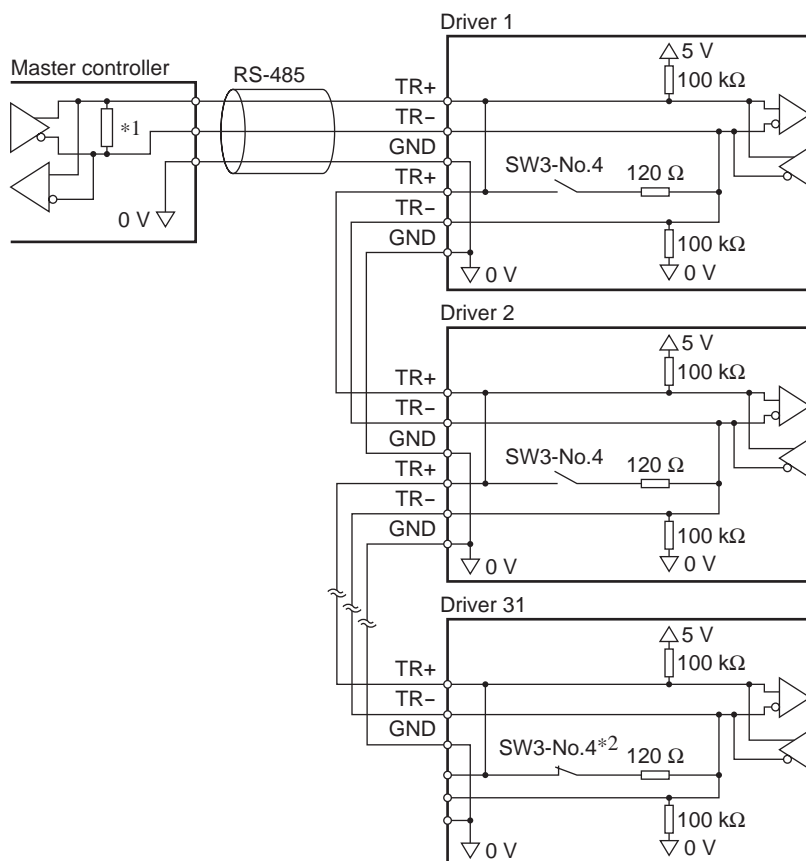 Master controller
*1
0 V
RS-485
Driver 1
TR+
TR−
GND
TR+
TR−
GND
5 V
100 kΩ
SW3-No.4
120 Ω
100 kΩ
0 V
0 V
Driver 2
TR+
TR−
GND
TR+
TR−
GND
5 V
100 kΩ
SW3-No.4
120 Ω
100 kΩ
0 V
0 V
Driver 31
TR+
TR−
GND
5 V
100 kΩ
SW3-No.4*2
120 Ω
100 kΩ
0 V
0 V